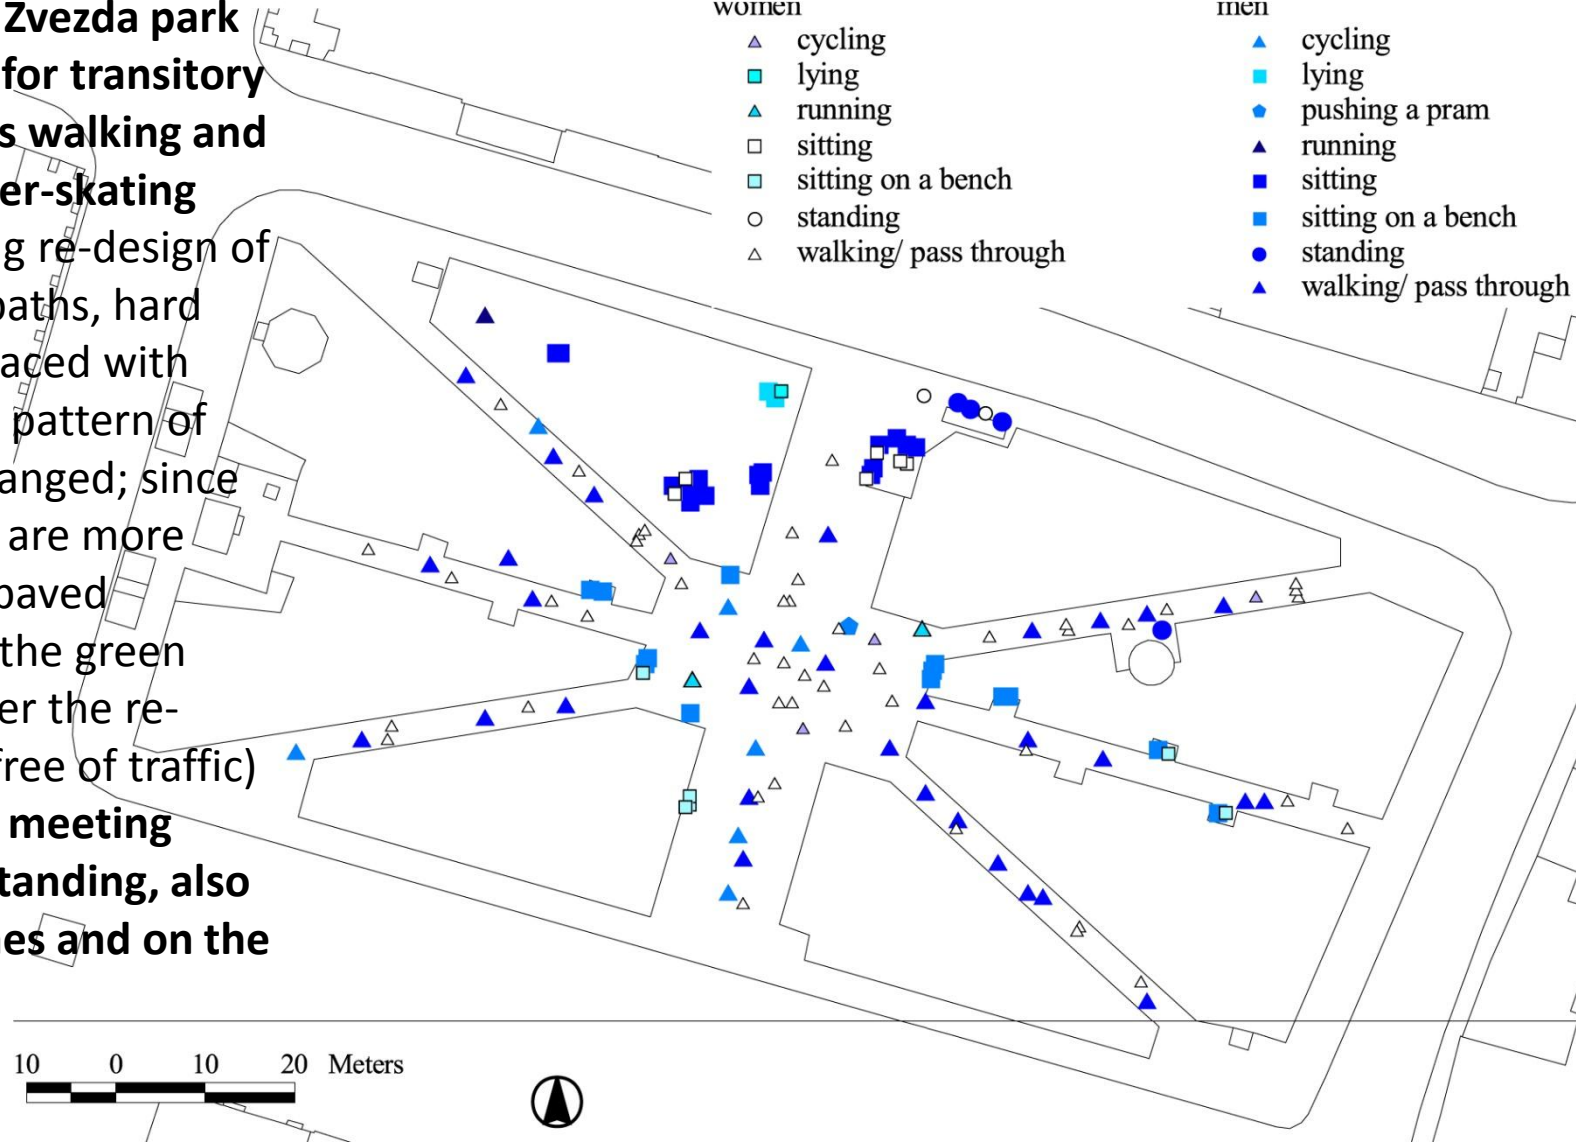 Zvezda park
for transitory
s walking and
er-skating
g re-design of
paths, hard
aced with
pattern of
anged; since
are more
paved
the green
er the re-
free of traffic)
meeting
tanding, also
es and on the
women
cycling
lying
running
sitting
sitting on a bench
standing
walking/ pass through
men
cycling
lying
pushing a pram
running
sitting
sitting on a bench
standing
walking/ pass through
10 0 10 20 Meters